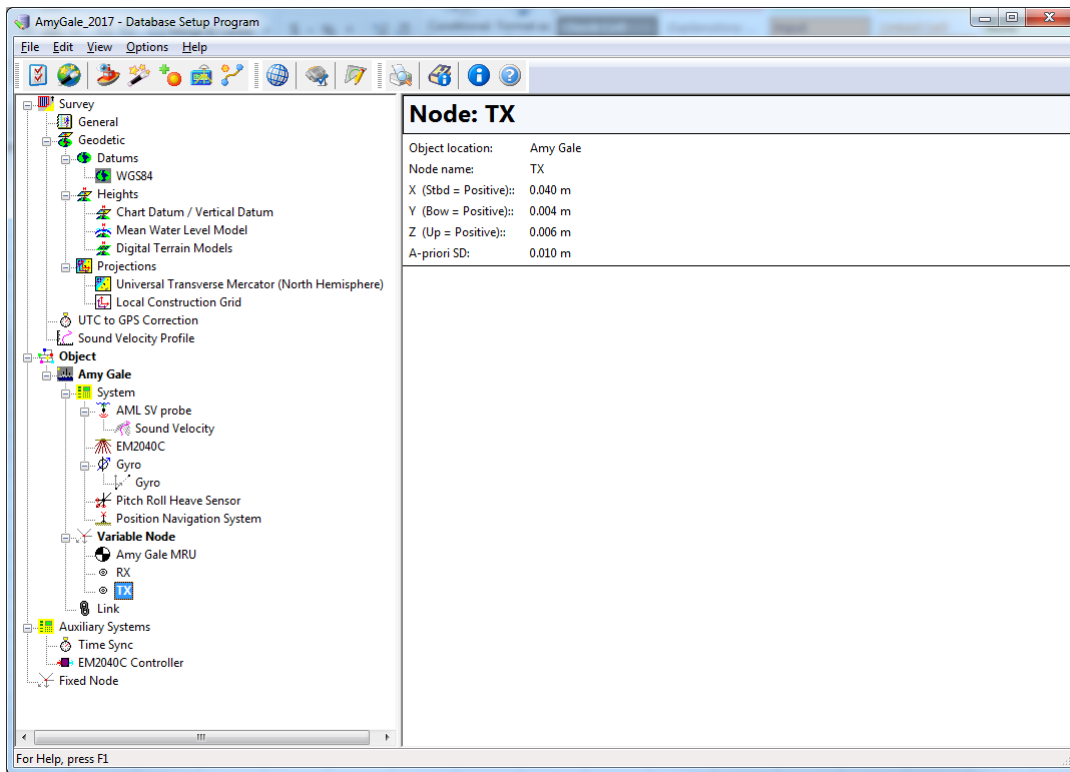 AmyGale_2017 - Database Setup Program
File Edit View Options Help
Survey
General
Geodetic
Datums
WGS84
Heights
Chart Datum / Vertical Datum
Mean Water Level Model
Digital Terrain Models
Projections
Universal Transverse Mercator (North Hemisphere)
Local Construction Grid
UTC to GPS Correction
Sound Velocity Profile
Object
Amy Gale
System
AML SV probe
Sound Velocity
EM2040C
Gyro
Gyro
Pitch Roll Heave Sensor
Position Navigation System
Variable Node
Amy Gale MRU
RX
TX
Link
Auxiliary Systems
Time Sync
EM2040C Controller
Fixed Node
Node: TX
Object location: Amy Gale
Node name: TX
X (Stbd = Positive):: 0.040 m
Y (Bow = Positive):: 0.004 m
Z (Up = Positive):: 0.006 m
A-priori SD: 0.010 m
For Help, press F1